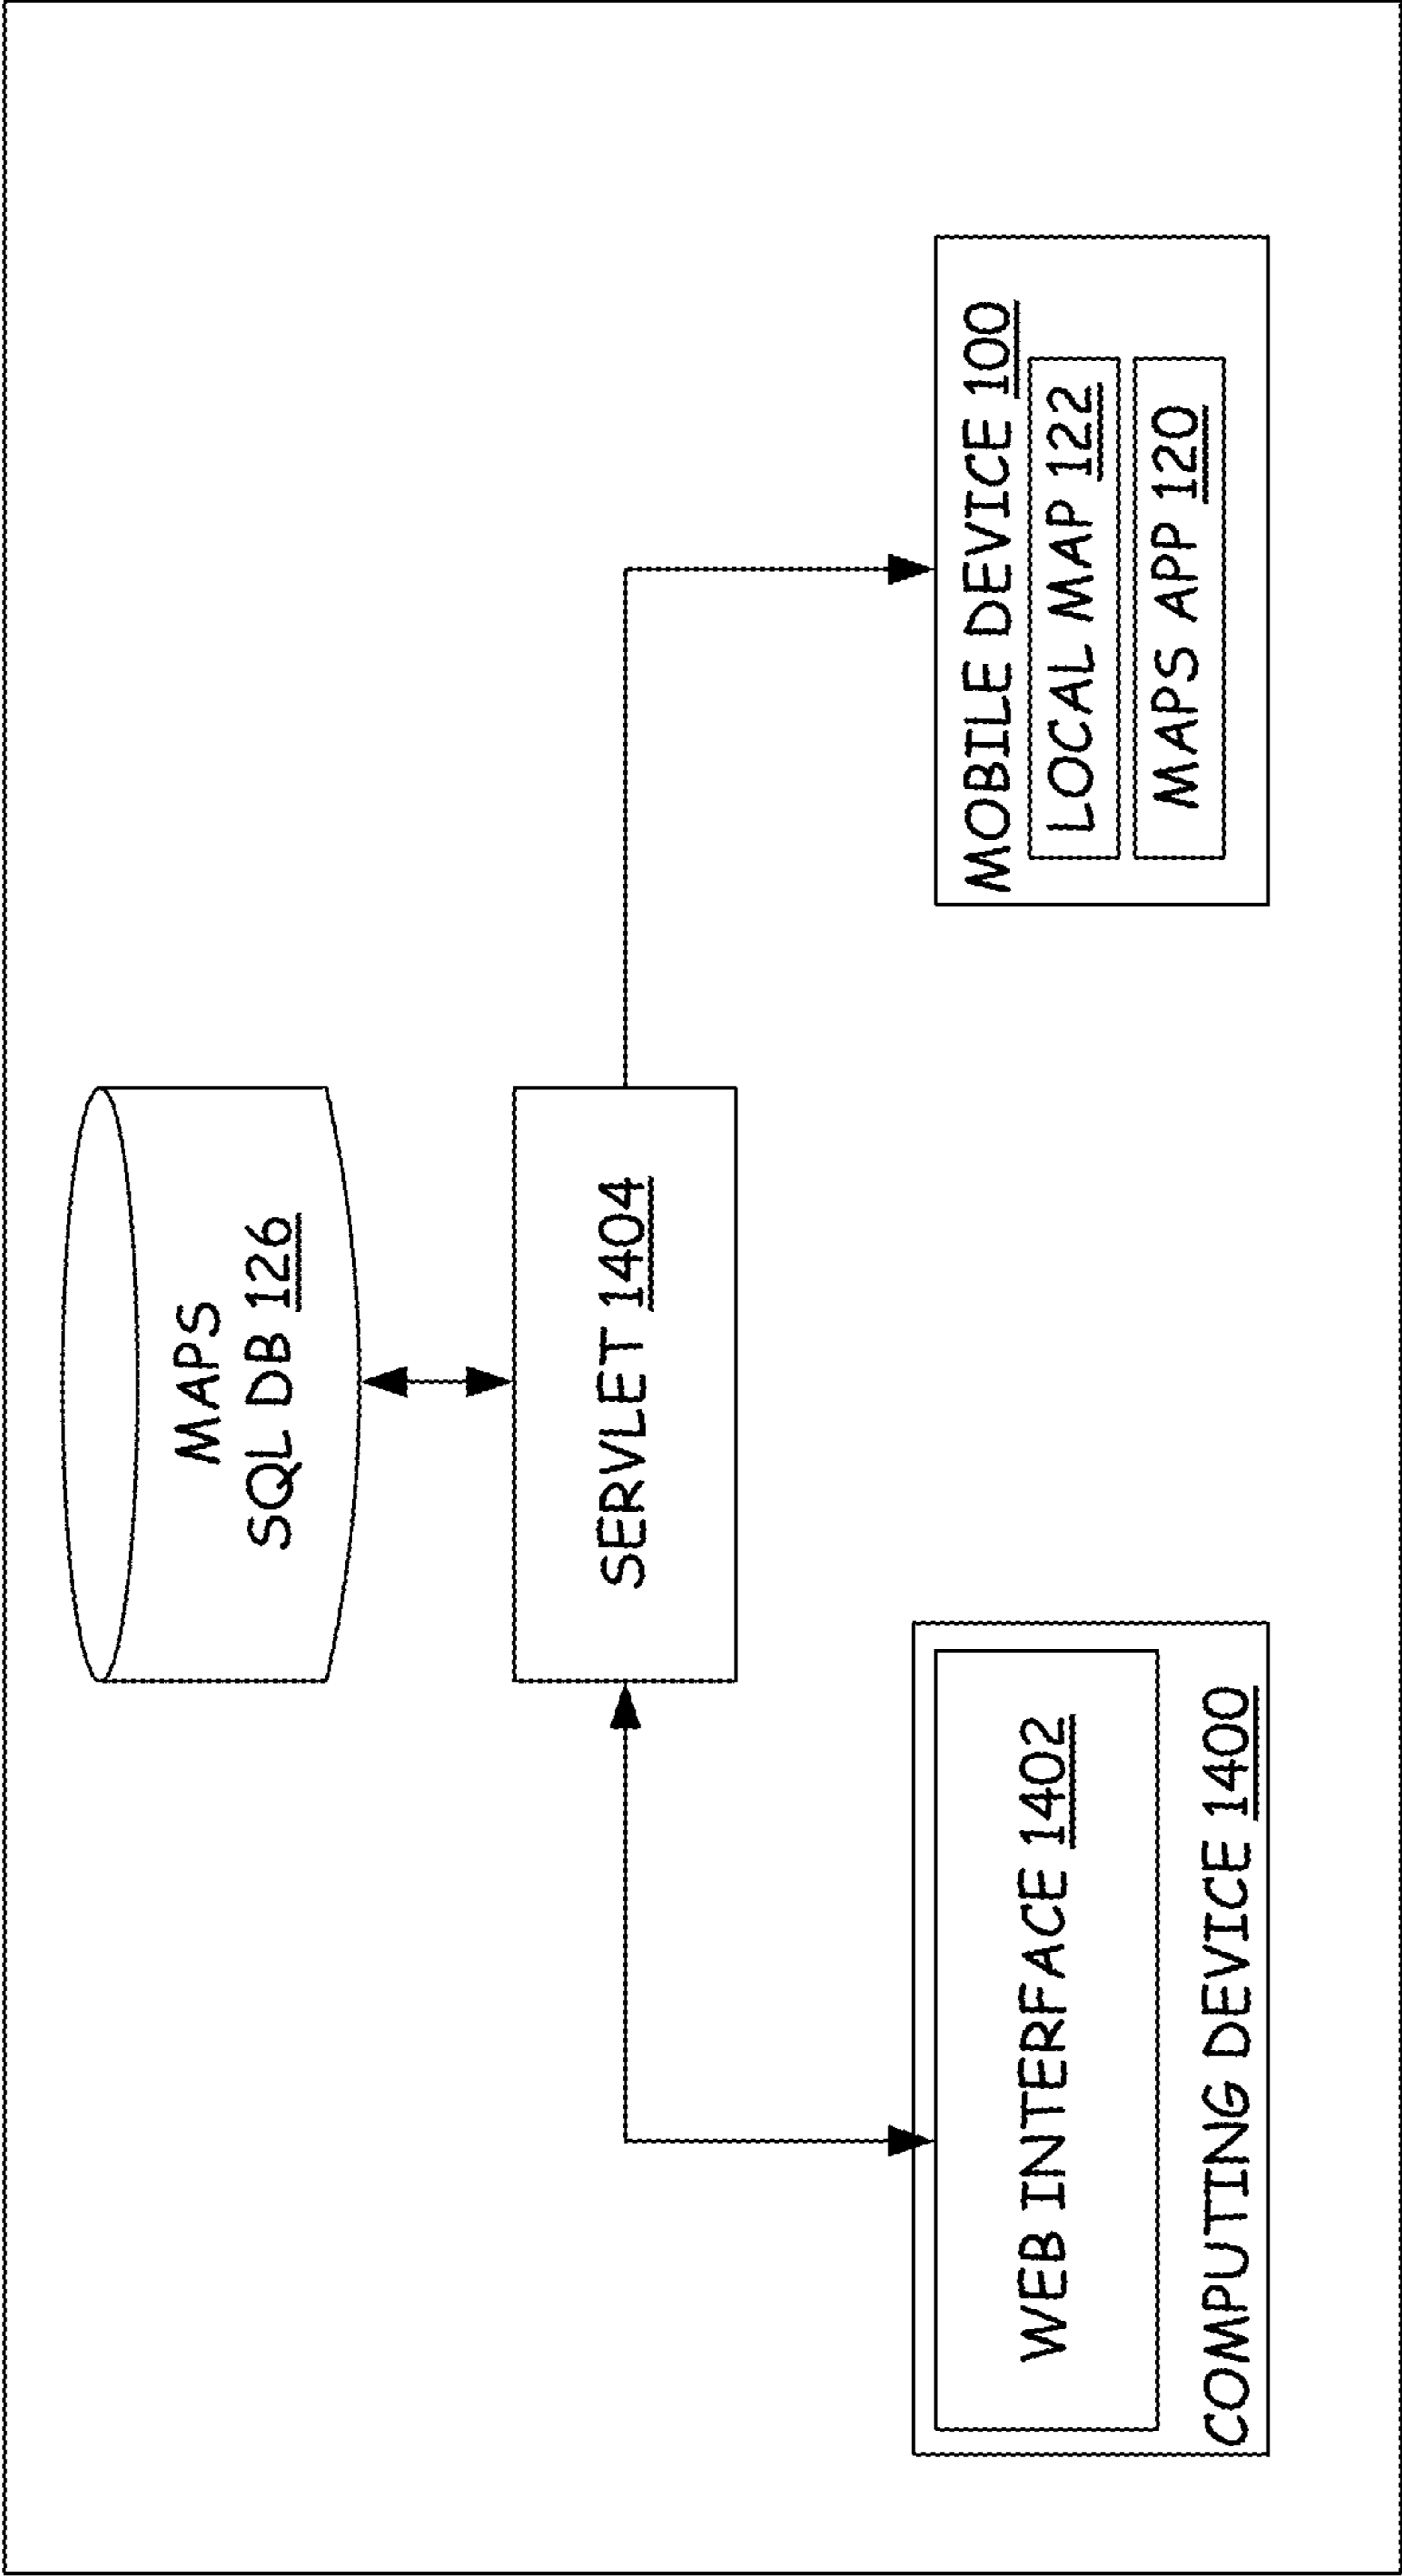 MAPS
SQL DB 126
SERVLET 1404
WEB INTERFACE 1402
COMPUTING DEVICE 1400
MOBILE DEVICE 100
LOCAL MAP 122
MAPS APP 120